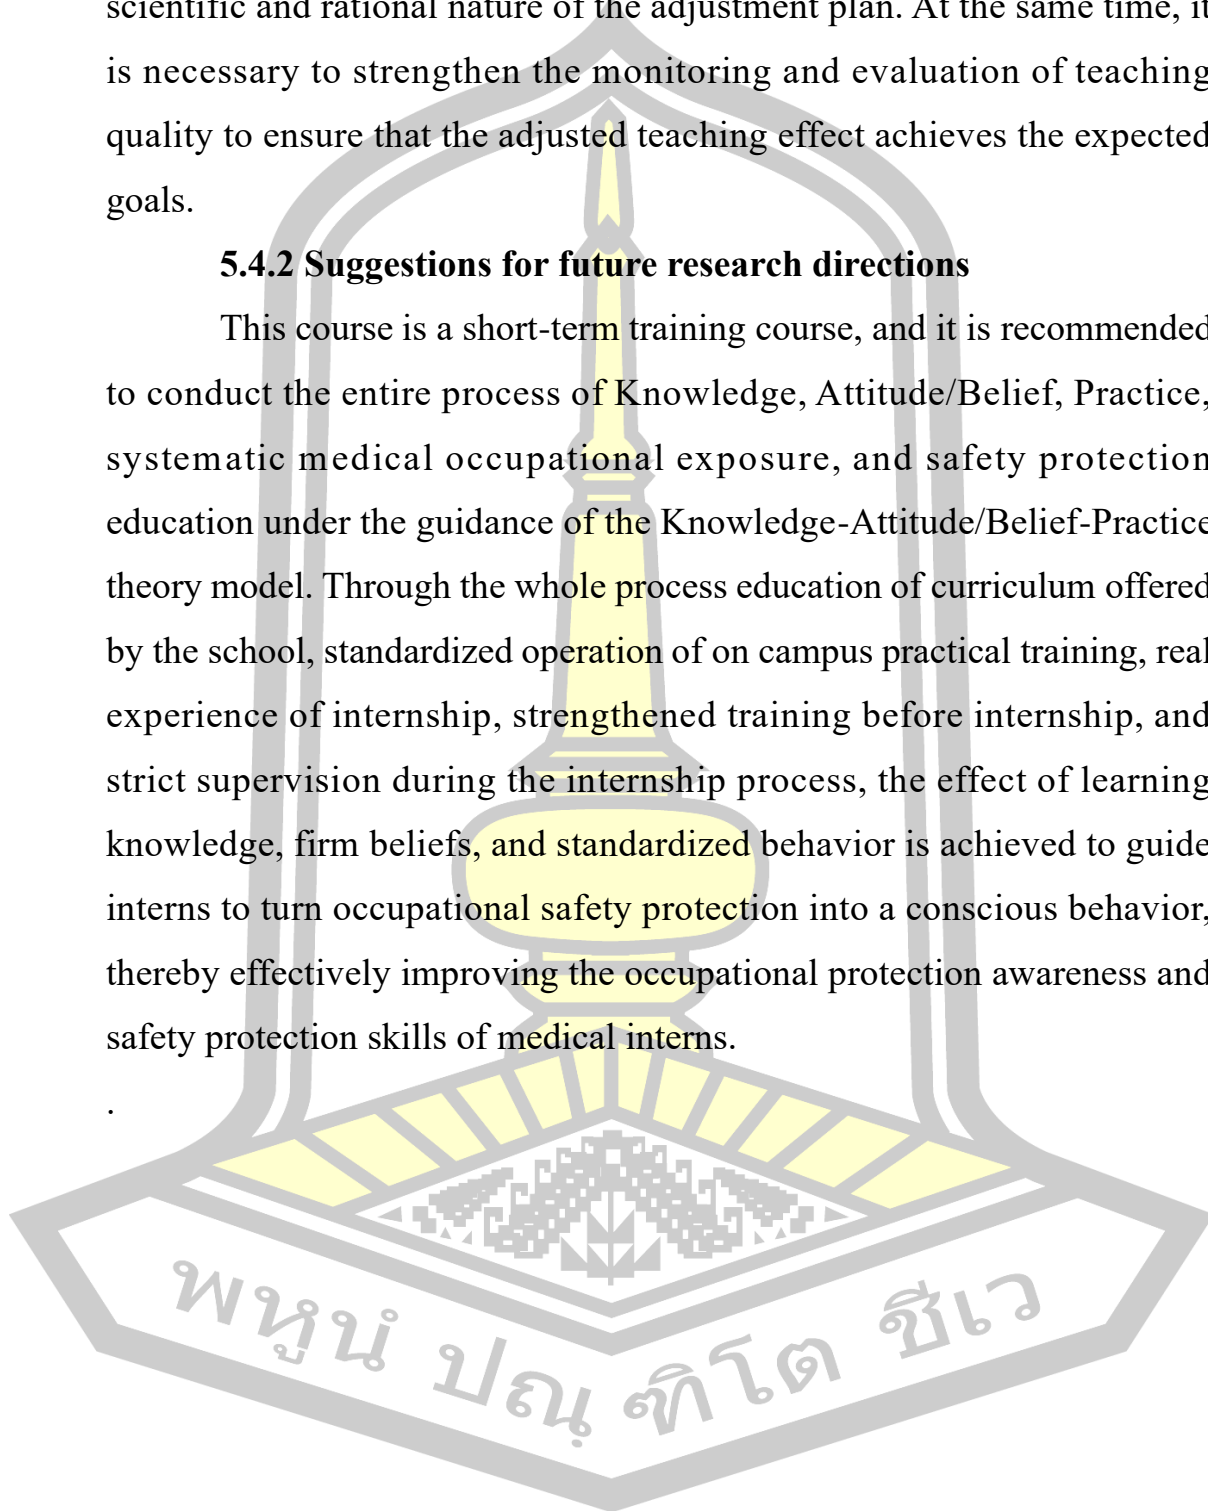 scientific and rational nature of the adjustment plan. At the same time, it
is necessary to strengthen the monitoring and evaluation of teaching
quality to ensure that the adjusted teaching effect achieves the expected
goals.
5.4.2 Suggestions for future research directions
This course is a short-term training course, and it is recommended
to conduct the entire process of Knowledge, Attitude/Belief, Practice,
systematic medical occupational exposure, and safety protection
education under the guidance of the Knowledge-Attitude/Belief-Practice
theory model. Through the whole process education of curriculum offered
by the school, standardized operation of on campus practical training, real
experience of internship, strengthened training before internship, and
strict supervision during the internship process, the effect of learning
knowledge, firm beliefs, and standardized behavior is achieved to guide
interns to turn occupational safety protection into a conscious behavior,
thereby effectively improving the occupational protection awareness and
safety protection skills of medical interns.
.
พหูนํ ปณฺฑิโต ชีเว